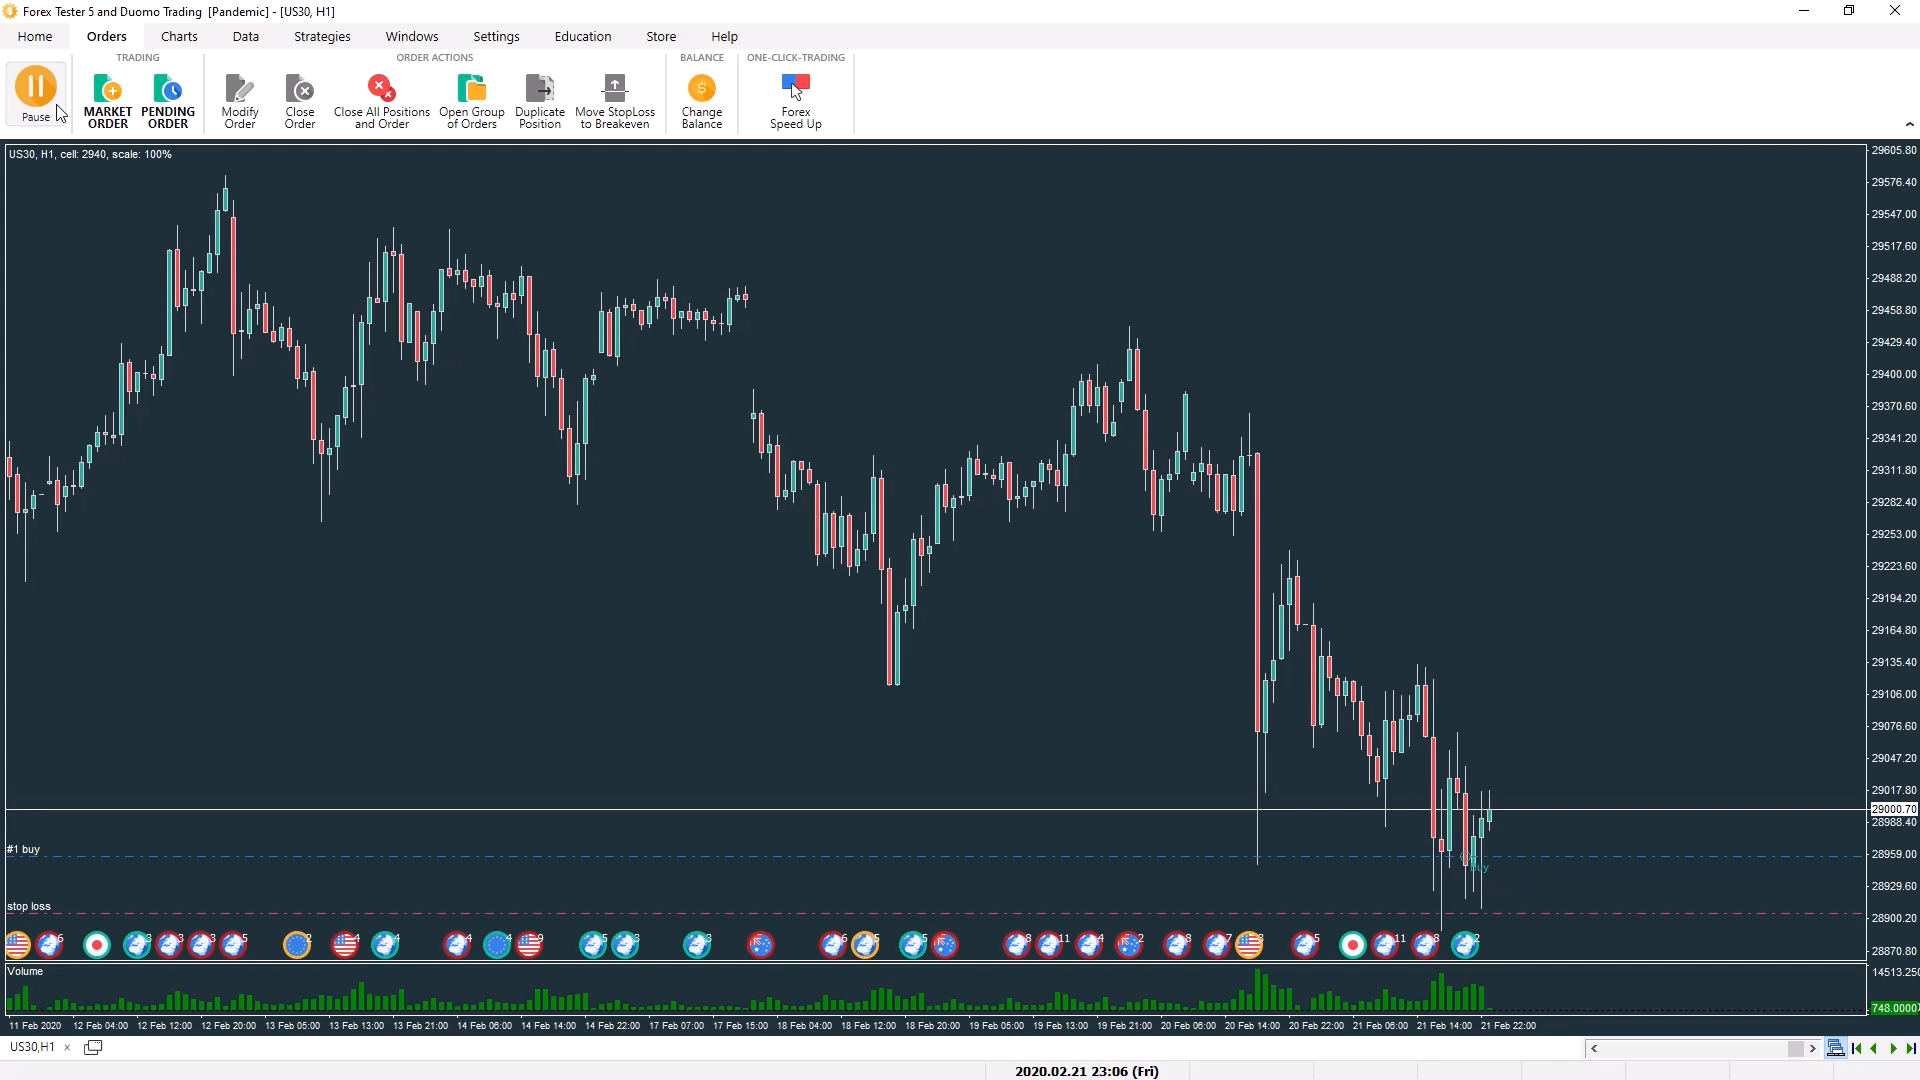 Forex Tester 5 and Duomo Trading  [Pandemic] - [US30, H1]
Home Orders Charts Data Strategies Windows Settings Education Store Help
TRADING ORDER ACTIONS BALANCE ONE-CLICK-TRADING
Pause
MARKET ORDER
PENDING ORDER
Modify Order
Close Order
Close All Positions and Order
Open Group of Orders
Duplicate Position
Move StopLoss to Breakeven
Change Balance
Forex Speed Up
US30, H1, cell: 2940, scale: 100%
29605.80
29576.40
29547.00
29517.60
29488.20
29458.80
29429.40
29400.00
29370.60
29341.20
29311.80
29282.40
29253.00
29223.60
29194.20
29164.80
29135.40
29106.00
29076.60
29047.20
29017.80
29000.70
28988.40
#1 buy
28959.00
Buy
28929.60
stop loss
28900.20
28870.80
Volume
14513.250
748.0000
11 Feb 2020 12 Feb 04:00 12 Feb 12:00 12 Feb 20:00 13 Feb 05:00 13 Feb 13:00 13 Feb 21:00 14 Feb 06:00 14 Feb 14:00 14 Feb 22:00 17 Feb 07:00 17 Feb 15:00 18 Feb 04:00 18 Feb 12:00 18 Feb 20:00 19 Feb 05:00 19 Feb 13:00 19 Feb 21:00 20 Feb 06:00 20 Feb 14:00 20 Feb 22:00 21 Feb 06:00 21 Feb 14:00 21 Feb 22:00
US30,H1
2020.02.21 23:06 (Fri)